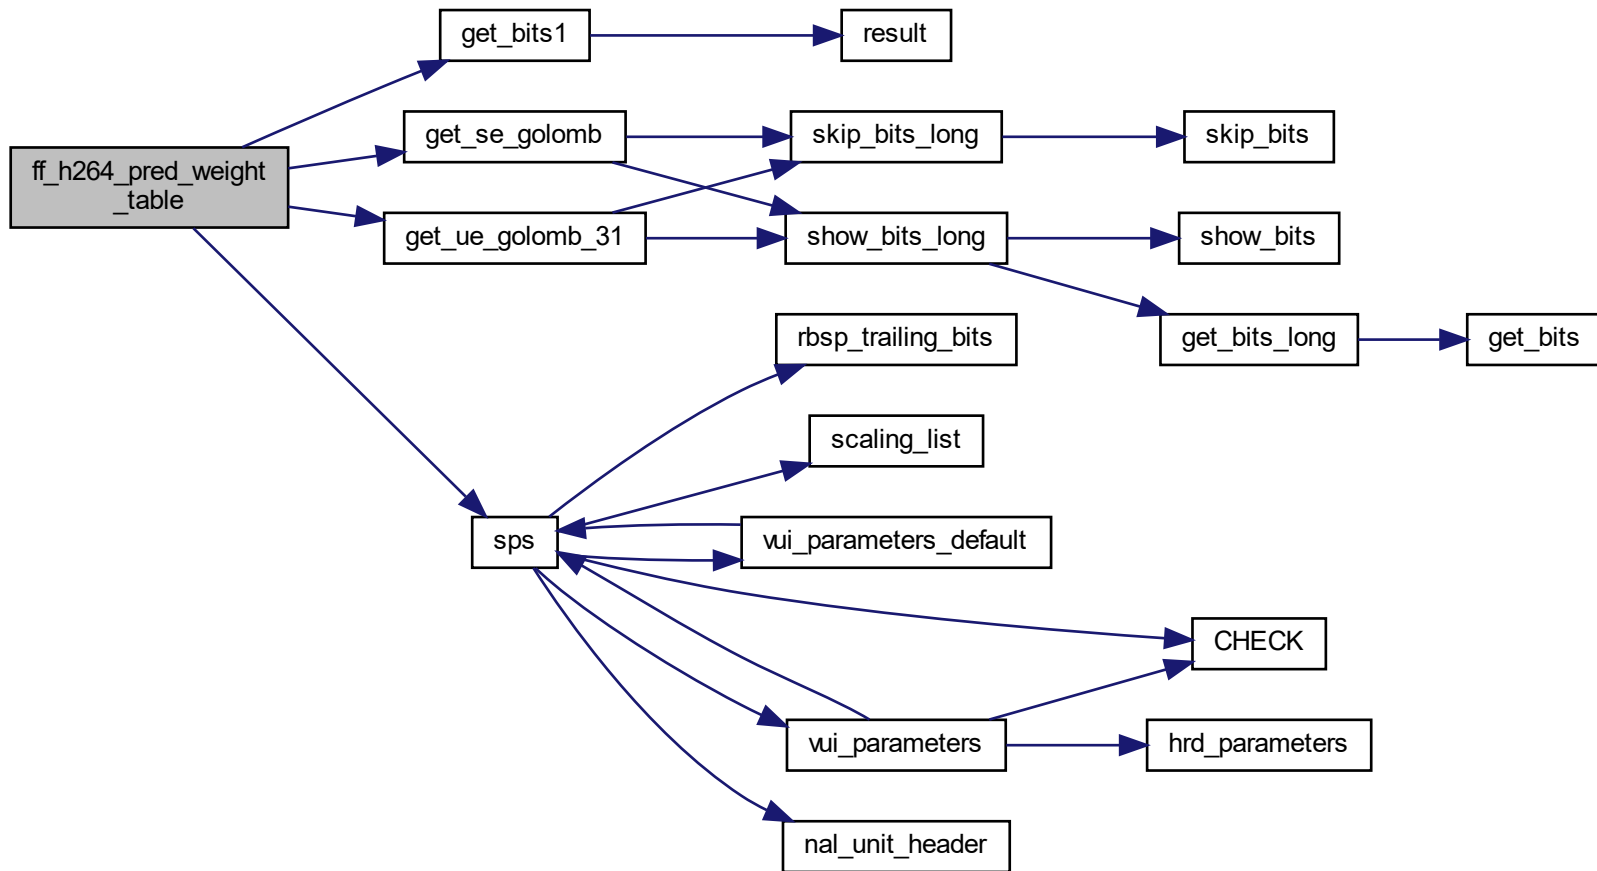 get_bits1
result
get_se_golomb
skip_bits_long
skip_bits
ff_h264_pred_weight
_table
get_ue_golomb_31
show_bits_long
show_bits
rbsp_trailing_bits
get_bits_long
get_bits
scaling_list
sps
vui_parameters_default
CHECK
vui_parameters
hrd_parameters
nal_unit_header